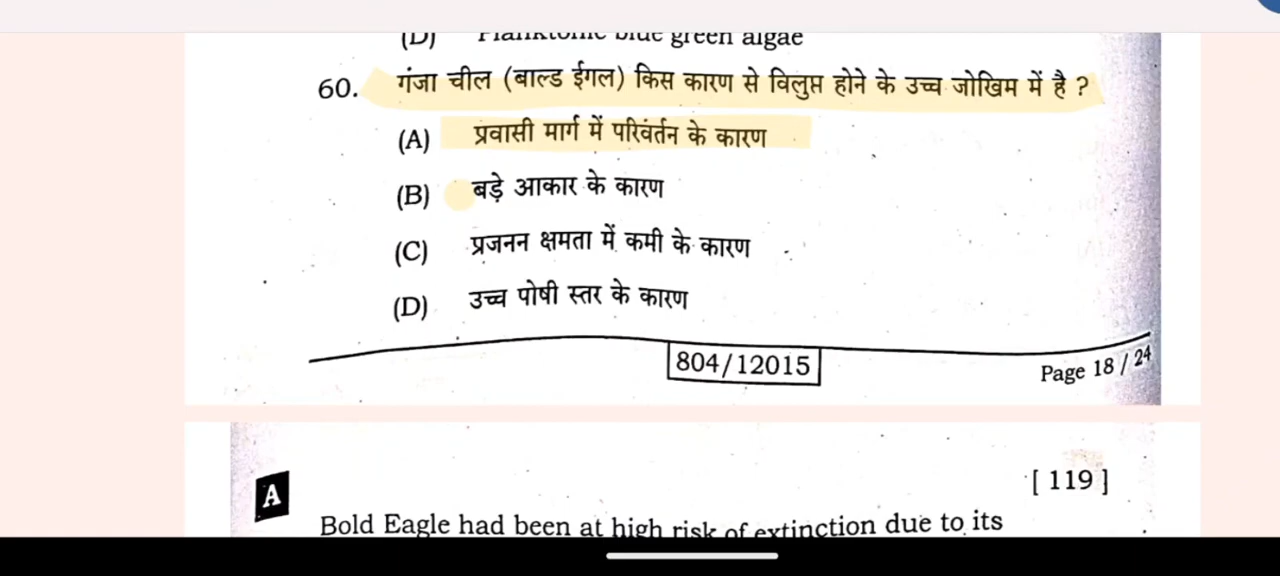 (D) Planktonic blue green algae
60. गंजा चील (बाल्ड ईगल) किस कारण से विलुप्त होने के उच्च जोखिम में है ?
(A) प्रवासी मार्ग में परिवंर्तन के कारण
(B) बड़े आकार के कारण
(C) प्रजनन क्षमता में कमी के कारण
(D) उच्च पोषी स्तर के कारण
804/12015
Page 18 / 24
A
[ 119 ]
Bold Eagle had been at high risk of extinction due to its